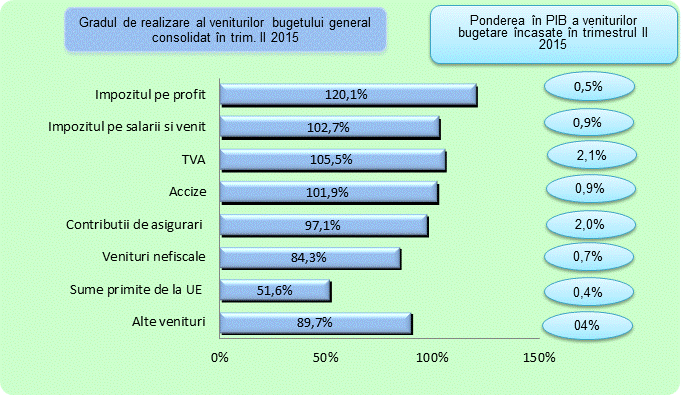 Gradul de realizare al veniturilor bugetului general
consolidat în trim. II 2015
Ponderea în PIB a veniturilor
bugetare încasate în trimestrul II
2015
Impozitul pe profit 120,1% 0,5%
Impozitul pe salarii si venit 102,7% 0,9%
TVA 105,5% 2,1%
Accize 101,9% 0,9%
Contributii de asigurari 97,1% 2,0%
Venituri nefiscale 84,3% 0,7%
Sume primite de la UE 51,6% 0,4%
Alte venituri 89,7% 04%
0% 50% 100% 150%